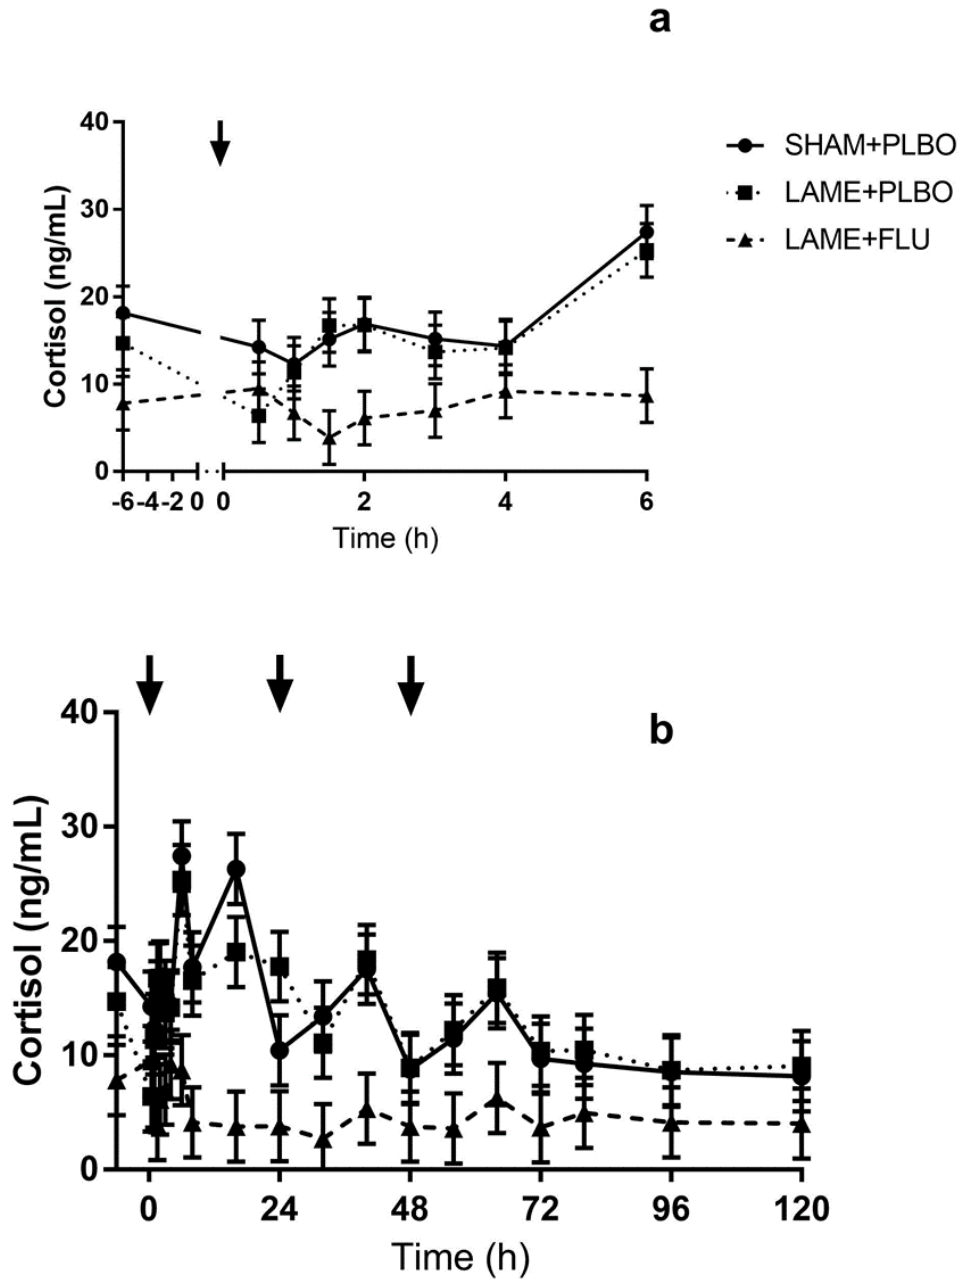 a
40
30
20
10
0
Cortisol (ng/mL)
-6 -4 -2 0 0 2 4 6
Time (h)
SHAM+PLBO
LAME+PLBO
LAME+FLU
b
40
30
20
10
0
Cortisol (ng/mL)
0 24 48 72 96 120
Time (h)